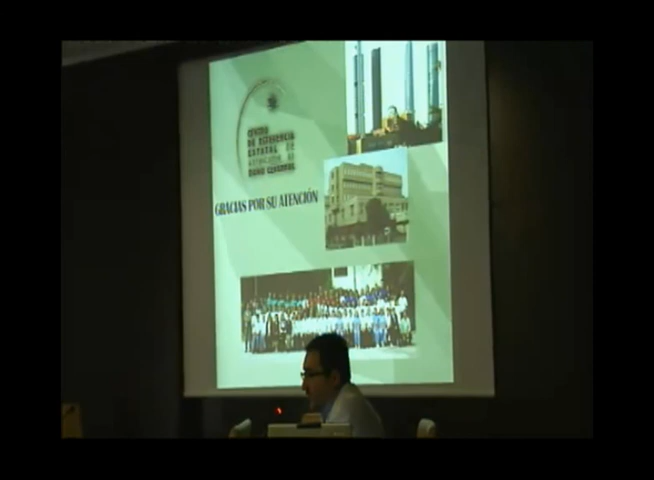 CENTRO
DE REFERENCIA
ESTATAL DE
ATENCIÓN AL
DAÑO CEREBRAL
GRACIAS POR SU ATENCIÓN